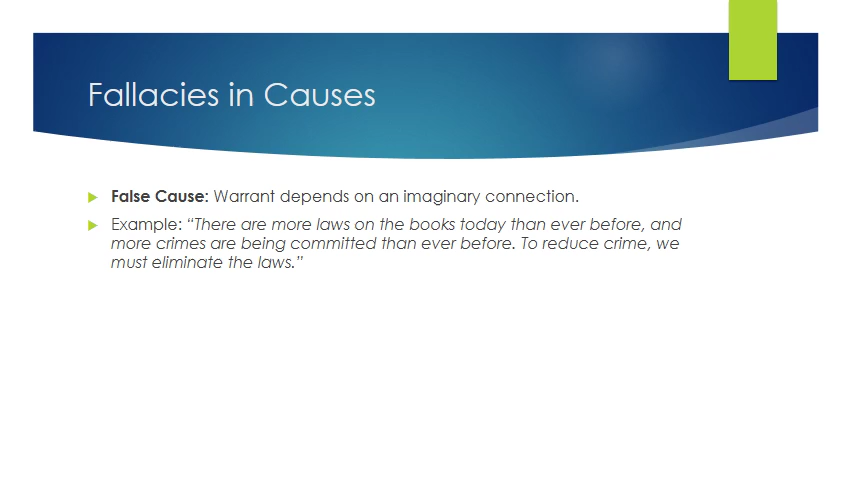 Fallacies in Causes
False Cause: Warrant depends on an imaginary connection.
Example: “There are more laws on the books today than ever before, and
more crimes are being committed than ever before. To reduce crime, we
must eliminate the laws.”